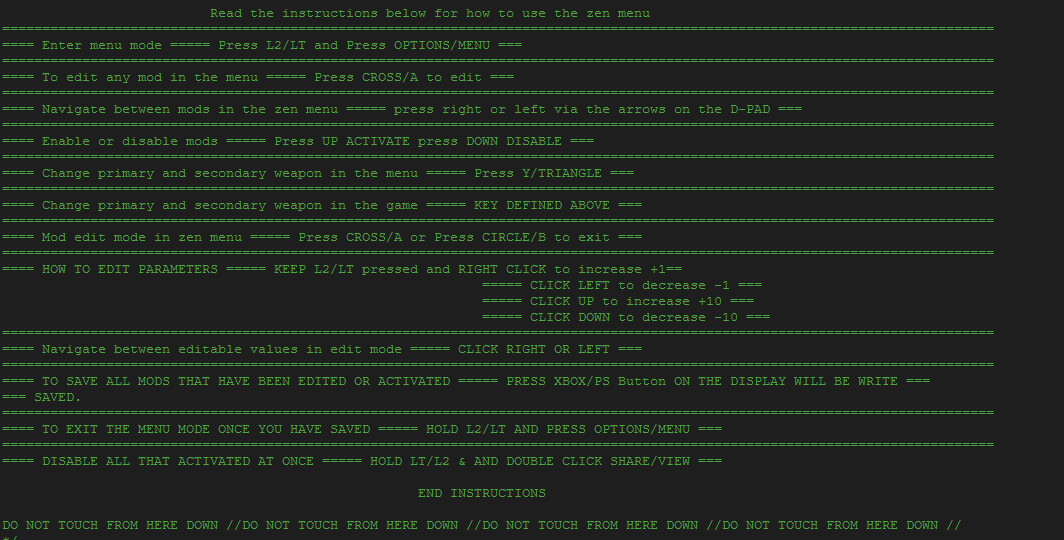 Read the instructions below for how to use the zen menu
============================================================================================================================
==== Enter menu mode ===== Press L2/LT and Press OPTIONS/MENU ===
============================================================================================================================
==== To edit any mod in the menu ===== Press CROSS/A to edit ===
============================================================================================================================
==== Navigate between mods in the zen menu ===== press right or left via the arrows on the D-PAD ===
============================================================================================================================
==== Enable or disable mods ===== Press UP ACTIVATE press DOWN DISABLE ===
============================================================================================================================
==== Change primary and secondary weapon in the menu ===== Press Y/TRIANGLE ===
============================================================================================================================
==== Change primary and secondary weapon in the game ===== KEY DEFINED ABOVE ===
============================================================================================================================
==== Mod edit mode in zen menu ===== Press CROSS/A or Press CIRCLE/B to exit ===
============================================================================================================================
==== HOW TO EDIT PARAMETERS ===== KEEP L2/LT pressed and RIGHT CLICK to increase +1==
===== CLICK LEFT to decrease -1 ===
===== CLICK UP to increase +10 ===
===== CLICK DOWN to decrease -10 ===
============================================================================================================================
==== Navigate between editable values in edit mode ===== CLICK RIGHT OR LEFT ===
============================================================================================================================
==== TO SAVE ALL MODS THAT HAVE BEEN EDITED OR ACTIVATED ===== PRESS XBOX/PS Button ON THE DISPLAY WILL BE WRITE ===
=== SAVED.
============================================================================================================================
==== TO EXIT THE MENU MODE ONCE YOU HAVE SAVED ===== HOLD L2/LT AND PRESS OPTIONS/MENU ===
============================================================================================================================
==== DISABLE ALL THAT ACTIVATED AT ONCE ===== HOLD LT/L2 & AND DOUBLE CLICK SHARE/VIEW ===
END INSTRUCTIONS
DO NOT TOUCH FROM HERE DOWN //DO NOT TOUCH FROM HERE DOWN //DO NOT TOUCH FROM HERE DOWN //DO NOT TOUCH FROM HERE DOWN //
*/